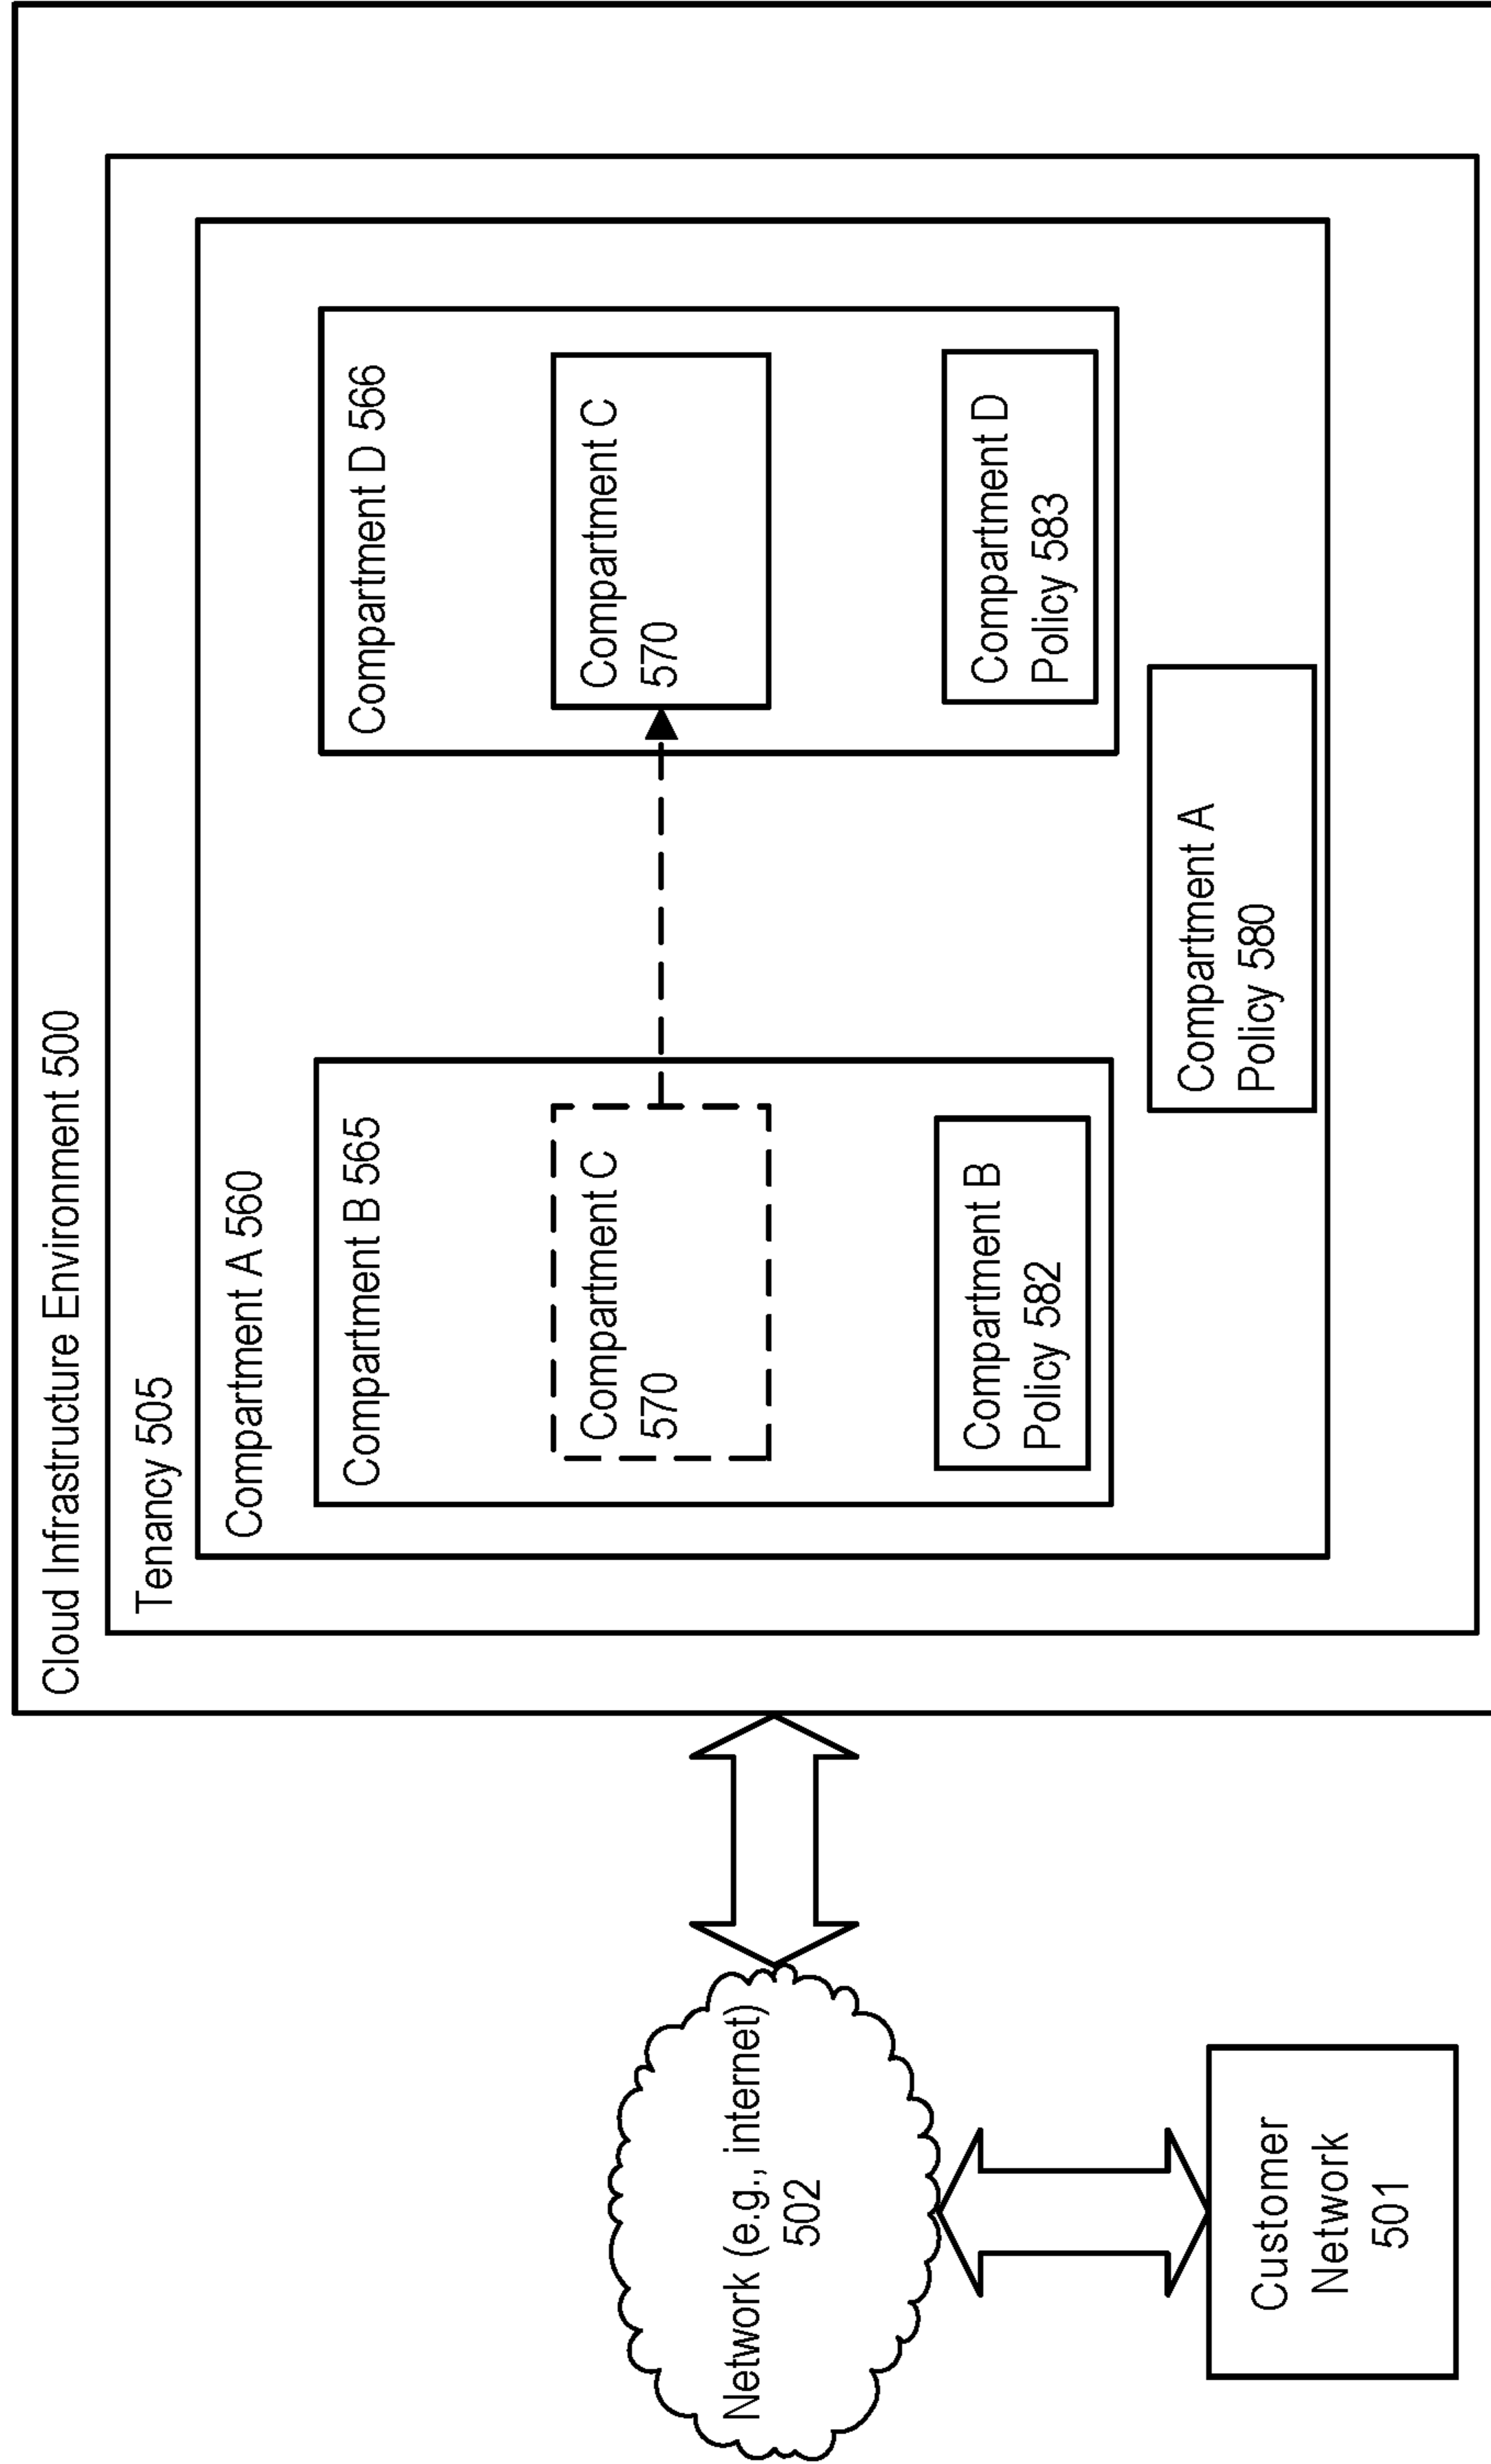 Cloud Infrastructure Environment 500
Tenancy 505
Compartment A 560
Compartment B 565
Compartment C
570
Compartment B
Policy 582
Compartment D 566
Compartment C
570
Compartment D
Policy 583
Compartment A
Policy 580
Network (e.g., internet)
502
Customer
Network
501